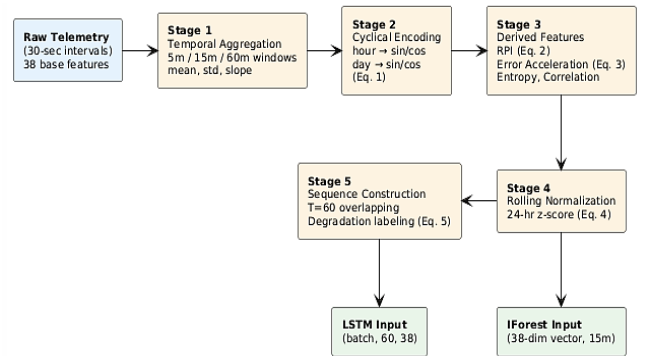 Raw Telemetry
(30-sec intervals)
38 base features
Stage 1
Temporal Aggregation
5m / 15m / 60m windows
mean, std, slope
Stage 2
Cyclical Encoding
hour → sin/cos
day → sin/cos
(Eq. 1)
Stage 3
Derived Features
RPI (Eq. 2)
Error Acceleration (Eq. 3)
Entropy, Correlation
Stage 4
Rolling Normalization
24-hr z-score (Eq. 4)
Stage 5
Sequence Construction
T=60 overlapping
Degradation labeling (Eq. 5)
LSTM Input
(batch, 60, 38)
IForest Input
(38-dim vector, 15m)